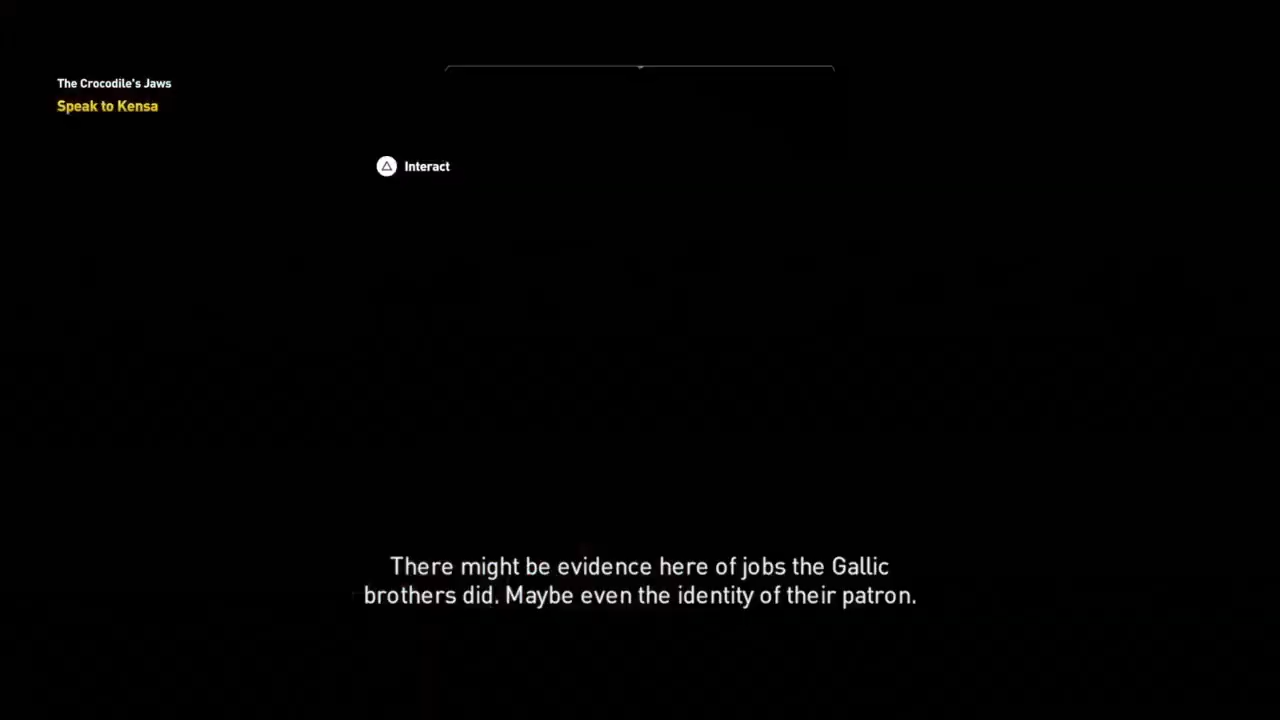 The Crocodile's Jaws
Speak to Kensa
Interact
There might be evidence here of jobs the Gallic
brothers did. Maybe even the identity of their patron.